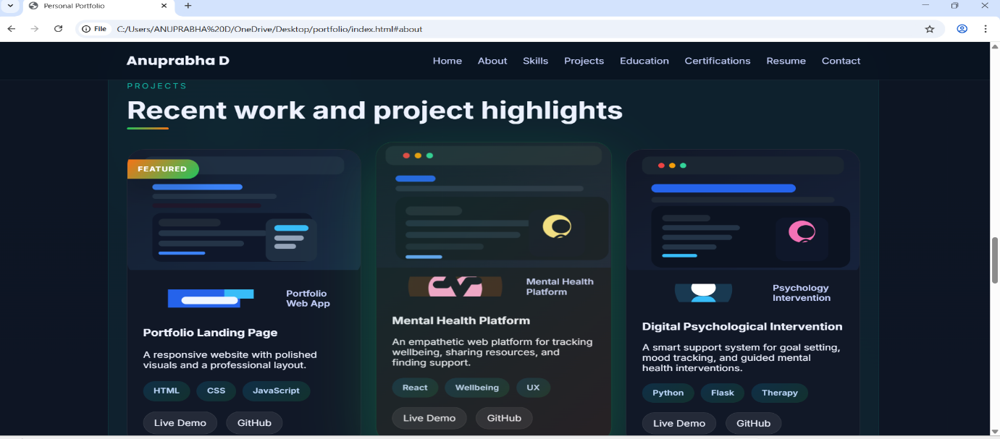 Personal Portfolio
File
C:/Users/ANUPRABHA%20D/OneDrive/Desktop/portfolio/index.html#about
Anuprabha D
Home
About
Skills
Projects
Education
Certifications
Resume
Contact
PROJECTS
Recent work and project highlights
FEATURED
Portfolio
Web App
Portfolio Landing Page
A responsive website with polished
visuals and a professional layout.
HTML
CSS
JavaScript
Live Demo
GitHub
Mental Health
Platform
Mental Health Platform
An empathetic web platform for tracking
wellbeing, sharing resources, and
finding support.
React
Wellbeing
UX
Live Demo
GitHub
Psychology
Intervention
Digital Psychological Intervention
A smart support system for goal setting,
mood tracking, and guided mental
health interventions.
Python
Flask
Therapy
Live Demo
GitHub